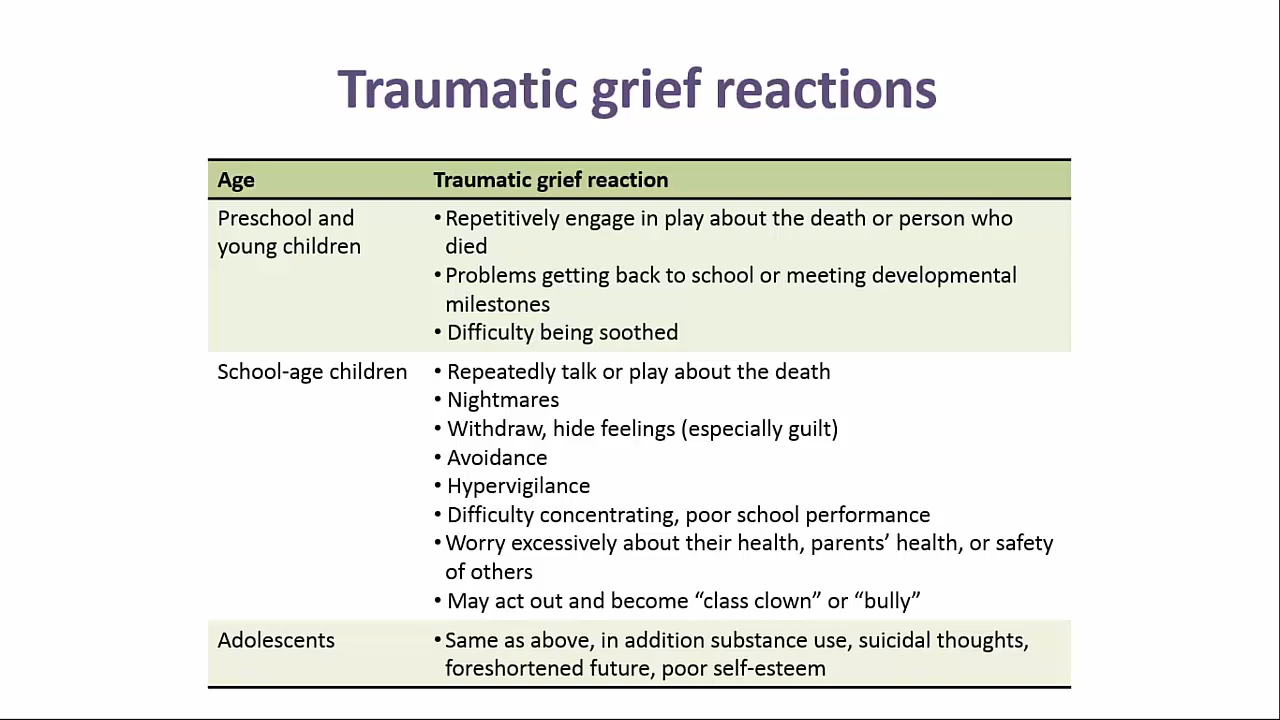 Traumatic grief reactions
Age Traumatic grief reaction
Preschool and
young children
• Repetitively engage in play about the death or person who
died
• Problems getting back to school or meeting developmental
milestones
• Difficulty being soothed
School-age children
• Repeatedly talk or play about the death
• Nightmares
• Withdraw, hide feelings (especially guilt)
• Avoidance
• Hypervigilance
• Difficulty concentrating, poor school performance
• Worry excessively about their health, parents’ health, or safety
of others
• May act out and become “class clown” or “bully”
Adolescents
• Same as above, in addition substance use, suicidal thoughts,
foreshortened future, poor self-esteem